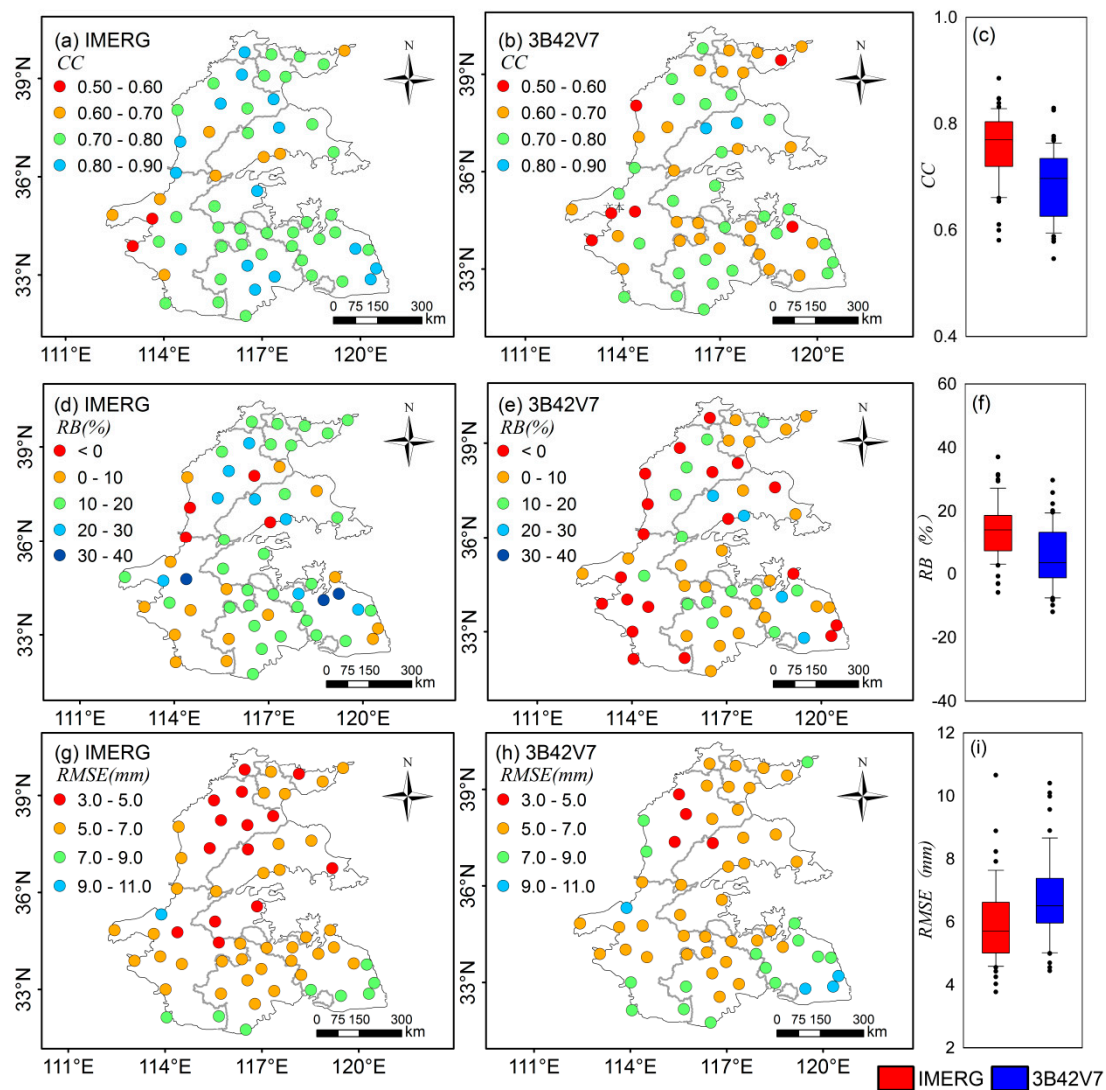 (a) IMERG
CC
0.50 - 0.60
0.60 - 0.70
0.70 - 0.80
0.80 - 0.90
N
39°N
36°N
33°N
0 75 150 300
km
111°E 114°E 117°E 120°E
(b) 3B42V7
CC
0.50 - 0.60
0.60 - 0.70
0.70 - 0.80
0.80 - 0.90
N
39°N
36°N
33°N
0 75 150 300
km
111°E 114°E 117°E 120°E
(c)
CC
1.0
0.8
0.6
0.4
(d) IMERG
RB(%)
< 0
0 - 10
10 - 20
20 - 30
30 - 40
N
39°N
36°N
33°N
0 75 150 300
km
111°E 114°E 117°E 120°E
(e) 3B42V7
RB(%)
< 0
0 - 10
10 - 20
20 - 30
30 - 40
N
39°N
36°N
33°N
0 75 150 300
km
111°E 114°E 117°E 120°E
(f)
RB (%)
60
40
20
0
-20
-40
(g) IMERG
RMSE(mm)
3.0 - 5.0
5.0 - 7.0
7.0 - 9.0
9.0 - 11.0
N
39°N
36°N
33°N
0 75 150 300
km
111°E 114°E 117°E 120°E
(h) 3B42V7
RMSE(mm)
3.0 - 5.0
5.0 - 7.0
7.0 - 9.0
9.0 - 11.0
N
39°N
36°N
33°N
0 75 150 300
km
111°E 114°E 117°E 120°E
(i)
RMSE (mm)
12
10
8
6
4
2
IMERG 3B42V7